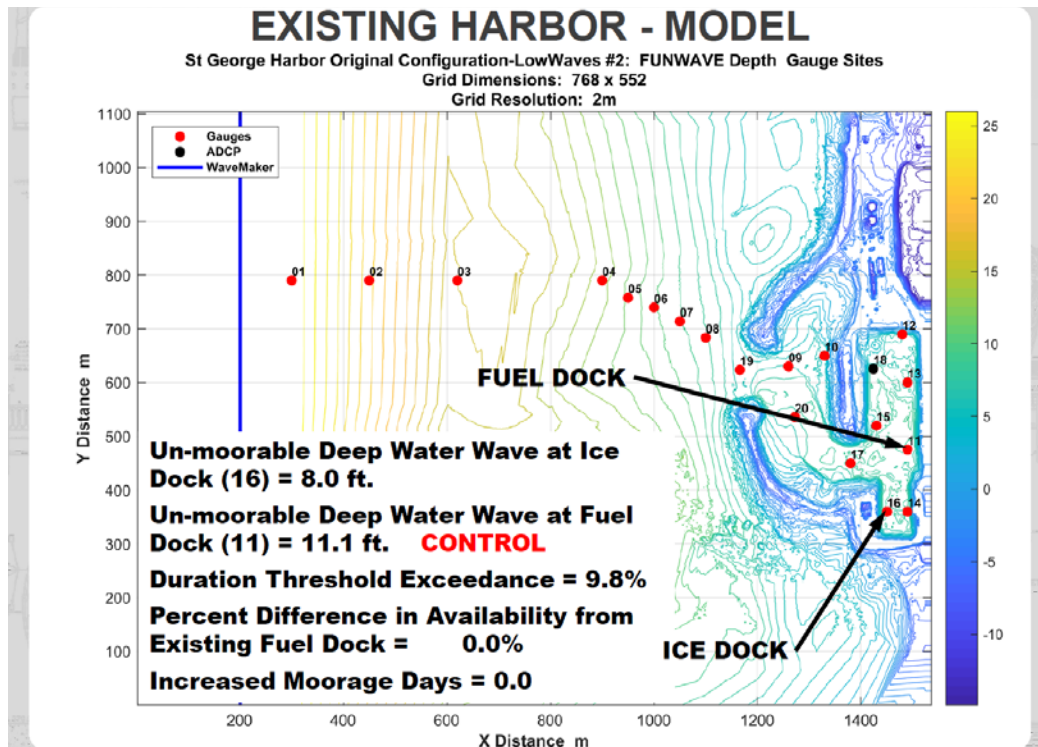 EXISTING HARBOR - MODEL
St George Harbor Original Configuration-LowWaves #2: FUNWAVE Depth Gauge Sites
Grid Dimensions: 768 x 552
Grid Resolution: 2m
Gauges
ADCP
WaveMaker
Y Distance m
1100
1000
900
800
700
600
500
400
300
200
100
01
02
03
04
05
06
07
08
19
09
10
20
17
12
18
13
15
11
16
14
FUEL DOCK
Un-moorable Deep Water Wave at Ice
Dock (16) = 8.0 ft.
Un-moorable Deep Water Wave at Fuel
Dock (11) = 11.1 ft. CONTROL
Duration Threshold Exceedance = 9.8%
Percent Difference in Availability from
Existing Fuel Dock = 0.0%
Increased Moorage Days = 0.0
ICE DOCK
200
400
600
800
1000
1200
1400
X Distance m
25
20
15
10
5
0
-5
-10